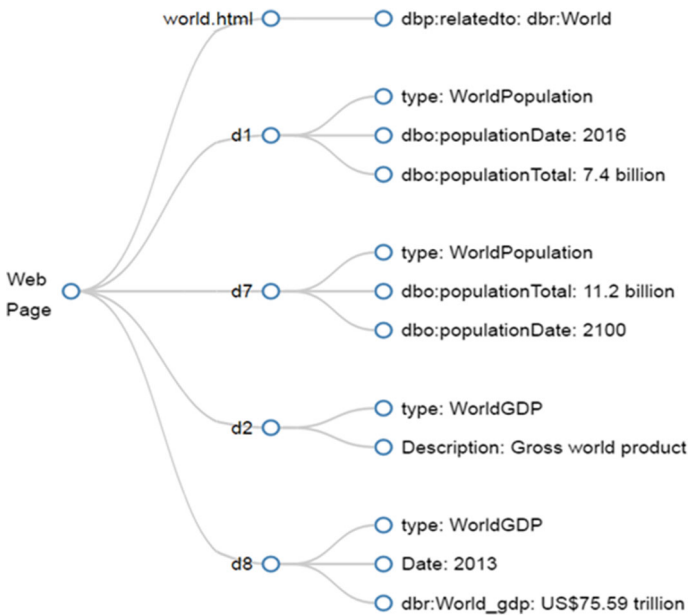 world.html
dbp:relatedto: dbr:World
d1
type: WorldPopulation
dbo:populationDate: 2016
dbo:populationTotal: 7.4 billion
Web
Page
d7
type: WorldPopulation
dbo:populationTotal: 11.2 billion
dbo:populationDate: 2100
d2
type: WorldGDP
Description: Gross world product
d8
type: WorldGDP
Date: 2013
dbr:World_gdp: US$75.59 trillion